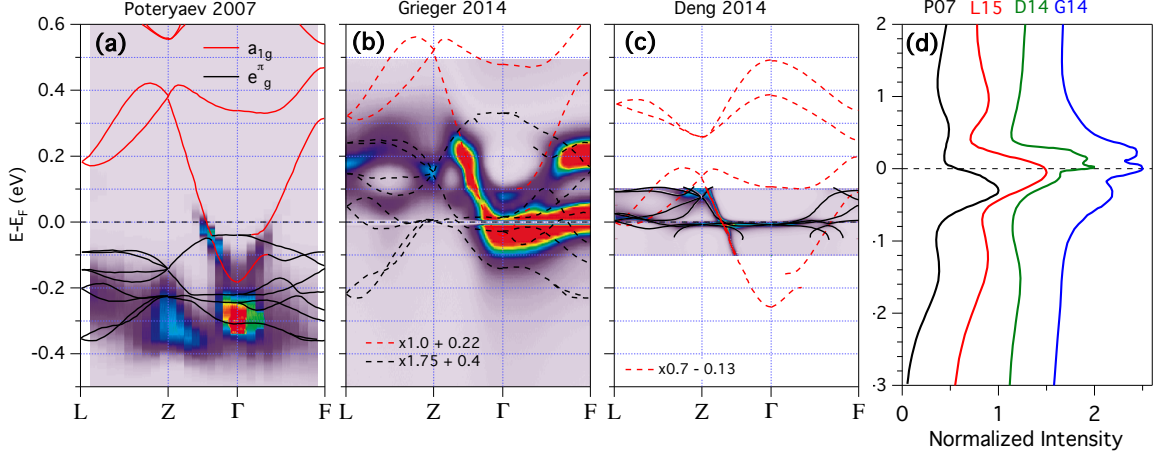 Poteryaev 2007
Grieger 2014
Deng 2014
P07 L15 D14 G14
(a)
(b)
(c)
(d)
a1g
eπg
0.6
0.4
0.2
0.0
-0.2
-0.4
E-EF (eV)
x1.0 + 0.22
x1.75 + 0.4
x0.7 - 0.13
2
1
0
-1
-2
-3
L Z Γ F
L Z Γ F
L Z Γ F
0 1 2
Normalized Intensity